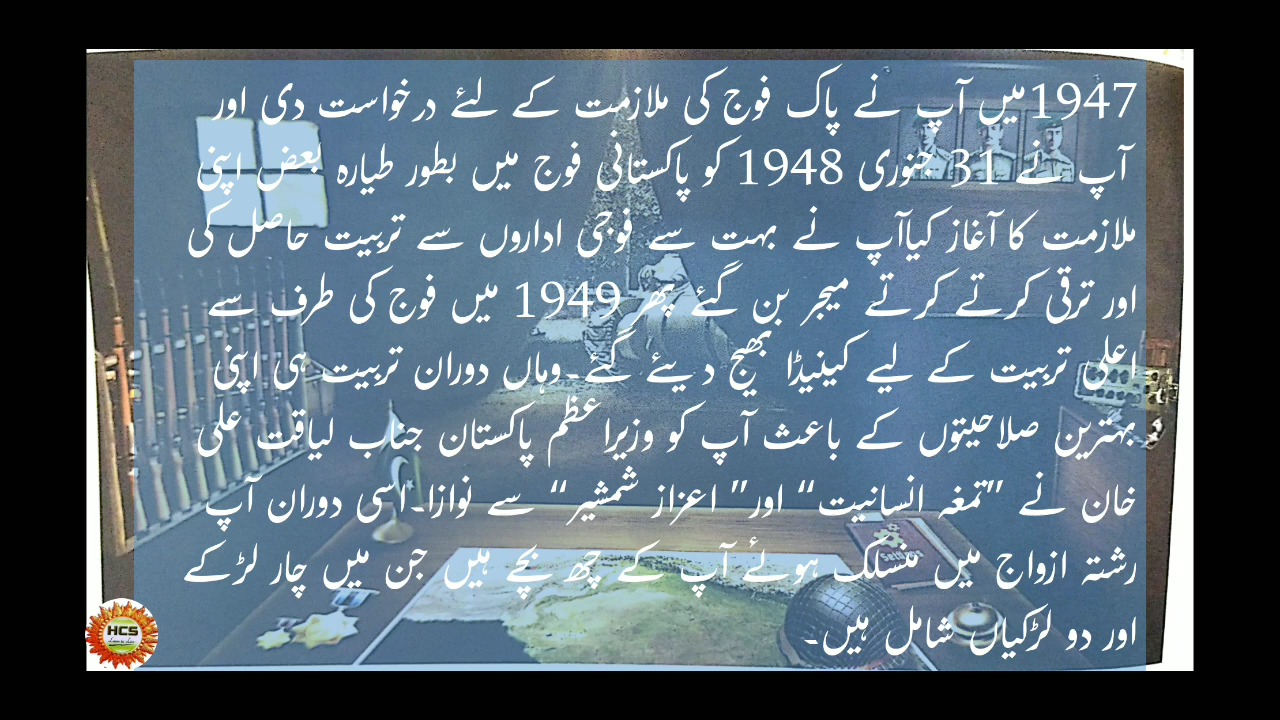 1947میں آپ نے پاک فوج کی ملازمت کے لئے درخواست دی اور
آپ نے 31 جنوری 1948 کو پاکستانی فوج میں بطور طیارہ بعض اپنی
ملازمت کا آغاز کیاآپ نے بہت سے فوجی اداروں سے تربیت حاصل کی
اور ترقی کرتے کرتے میجر بن گئے پھر 1949 میں فوج کی طرف سے
اعلی تربیت کے لیے کینیڈا بھیج دیئے گئے۔وہاں دوران تربیت ہی اپنی
بہترین صلاحیتوں کے باعث آپ کو وزیراعظم پاکستان جناب لیاقت علی
خان نے ”تمغہ انسانیت“ اور” اعزاز شمشیر“ سے نوازا۔اسی دوران آپ
رشتہ ازواج میں منسلک ہوئے آپ کے چھ بچے ہیں جن میں چار لڑکے
اور دو لڑکیاں شامل ہیں۔
HCS